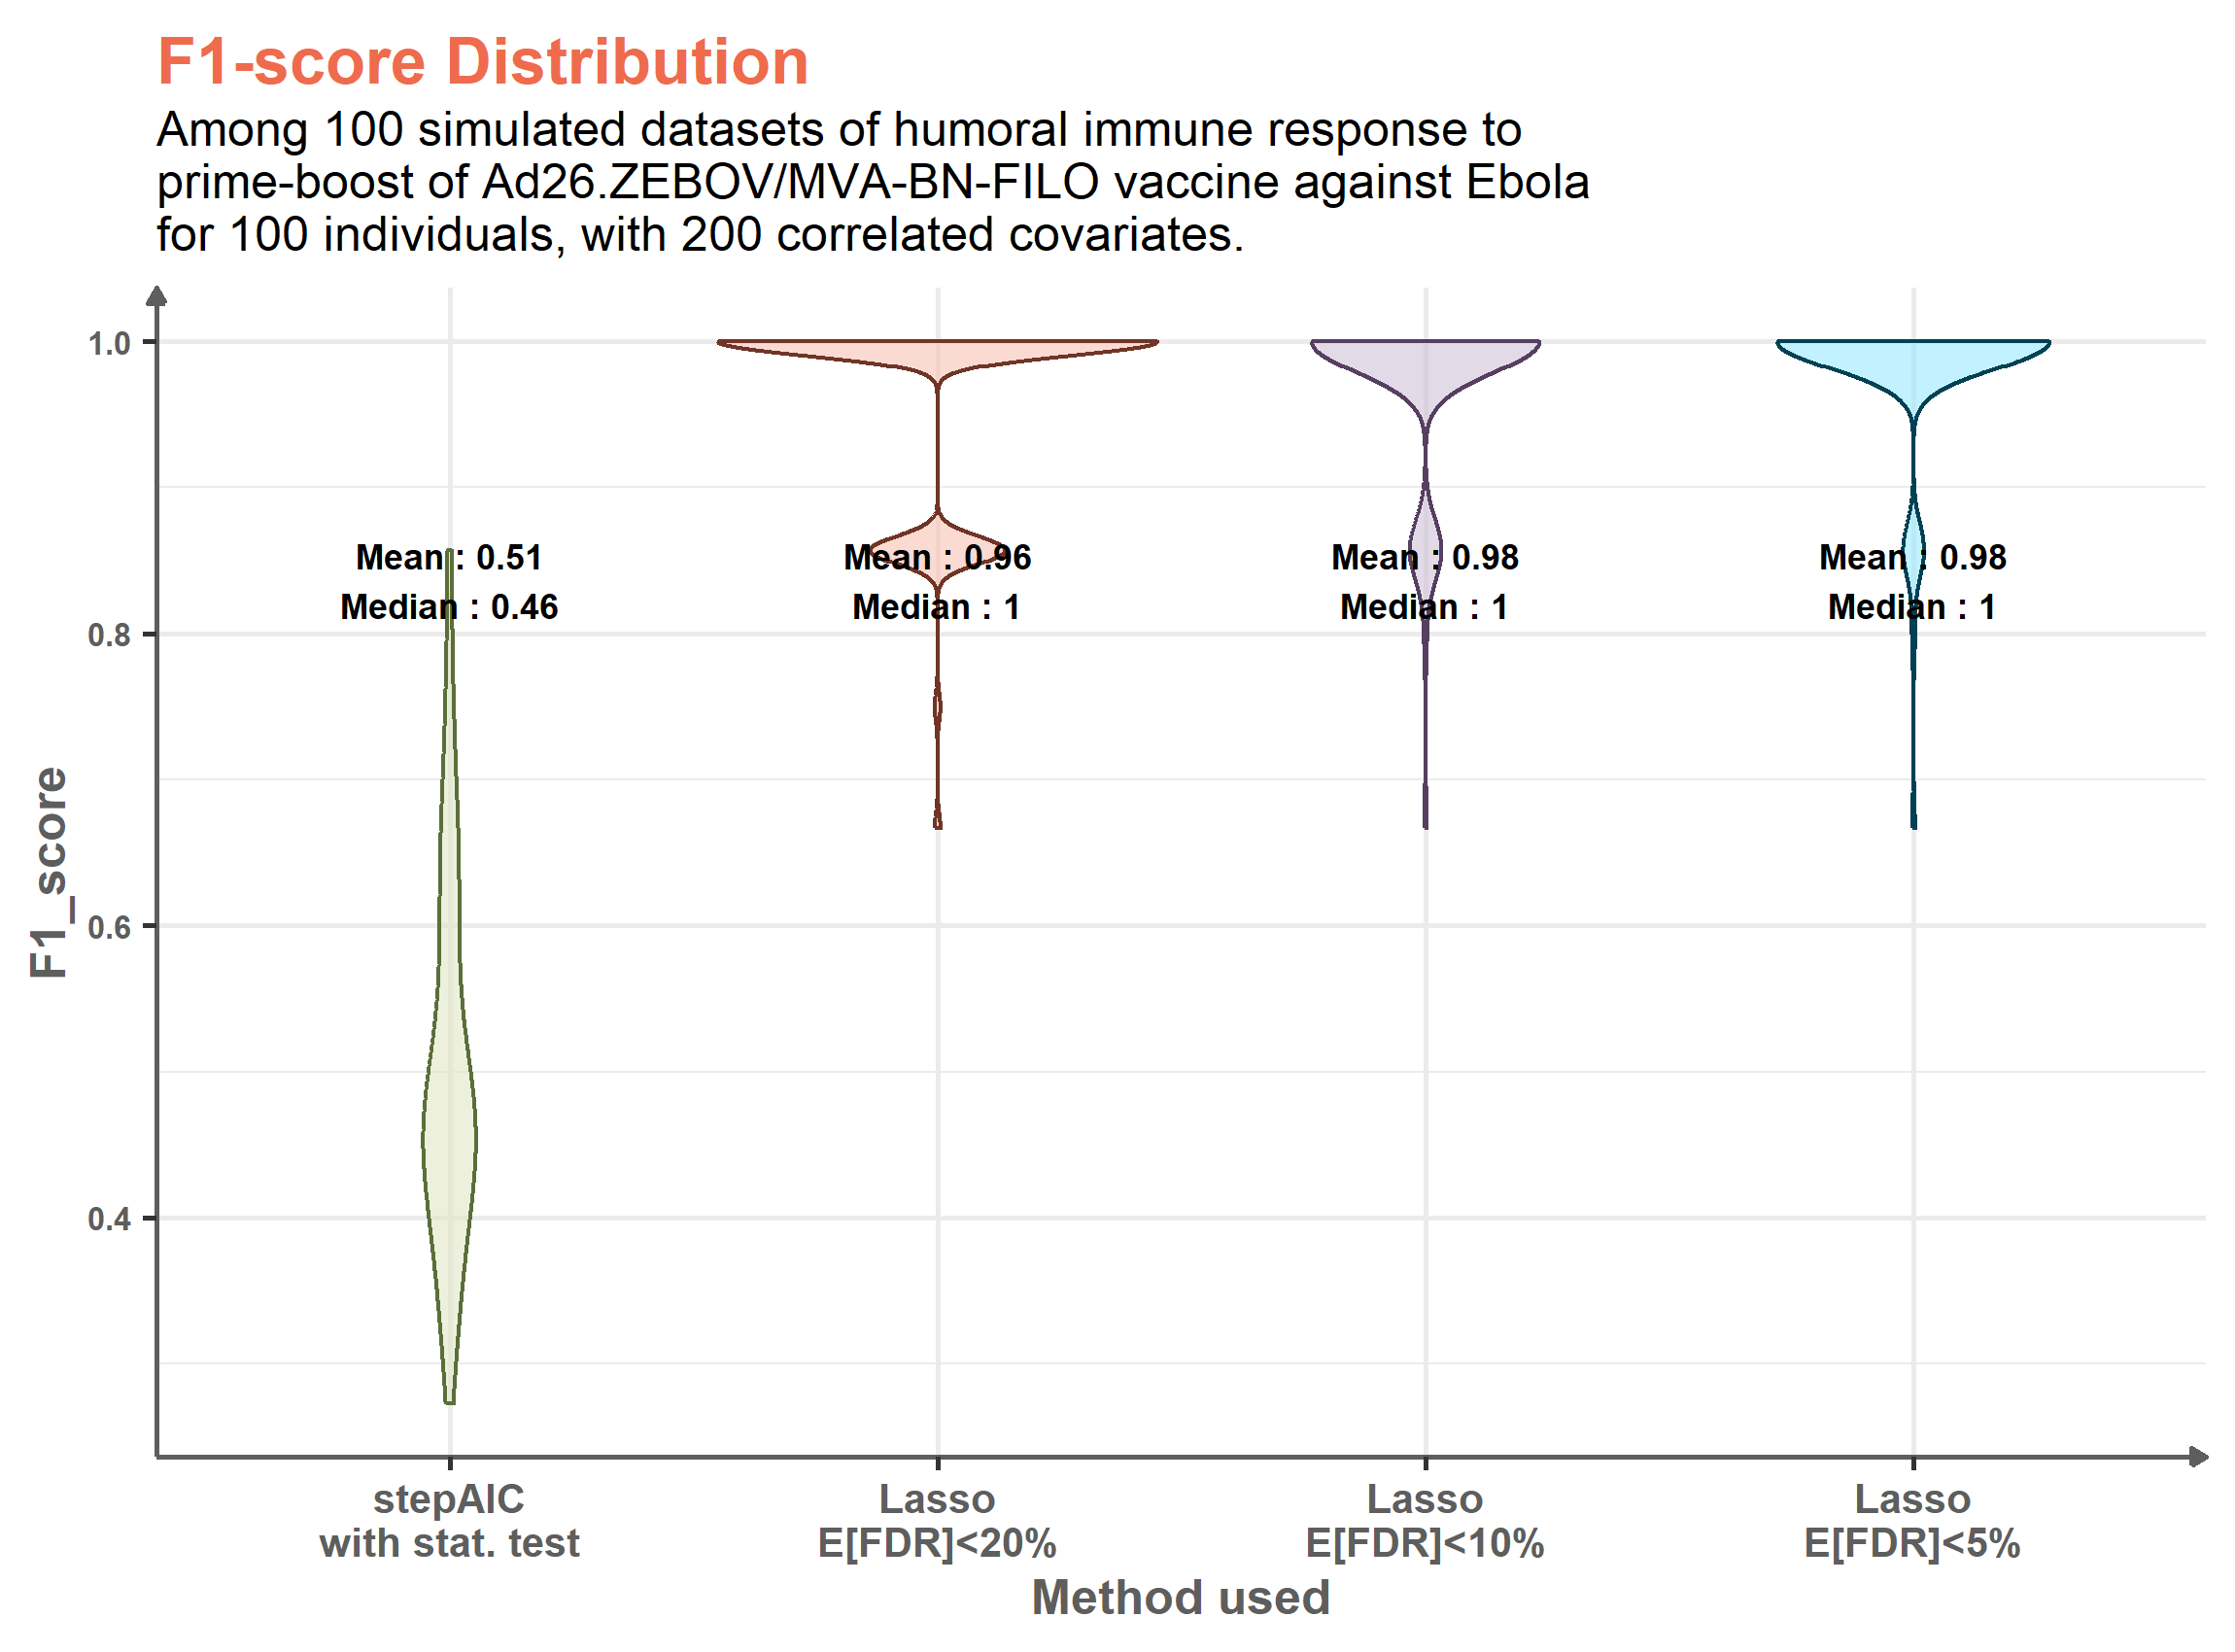 F1-score Distribution
Among 100 simulated datasets of humoral immune response to
prime-boost of Ad26.ZEBOV/MVA-BN-FILO vaccine against Ebola
for 100 individuals, with 200 correlated covariates.
1.0
0.8
0.6
0.4
F1_score
Mean : 0.51
Median : 0.46
Mean : 0.96
Median : 1
Mean : 0.98
Median : 1
Mean : 0.98
Median : 1
stepAIC
with stat. test
Lasso
E[FDR]<20%
Lasso
E[FDR]<10%
Lasso
E[FDR]<5%
Method used